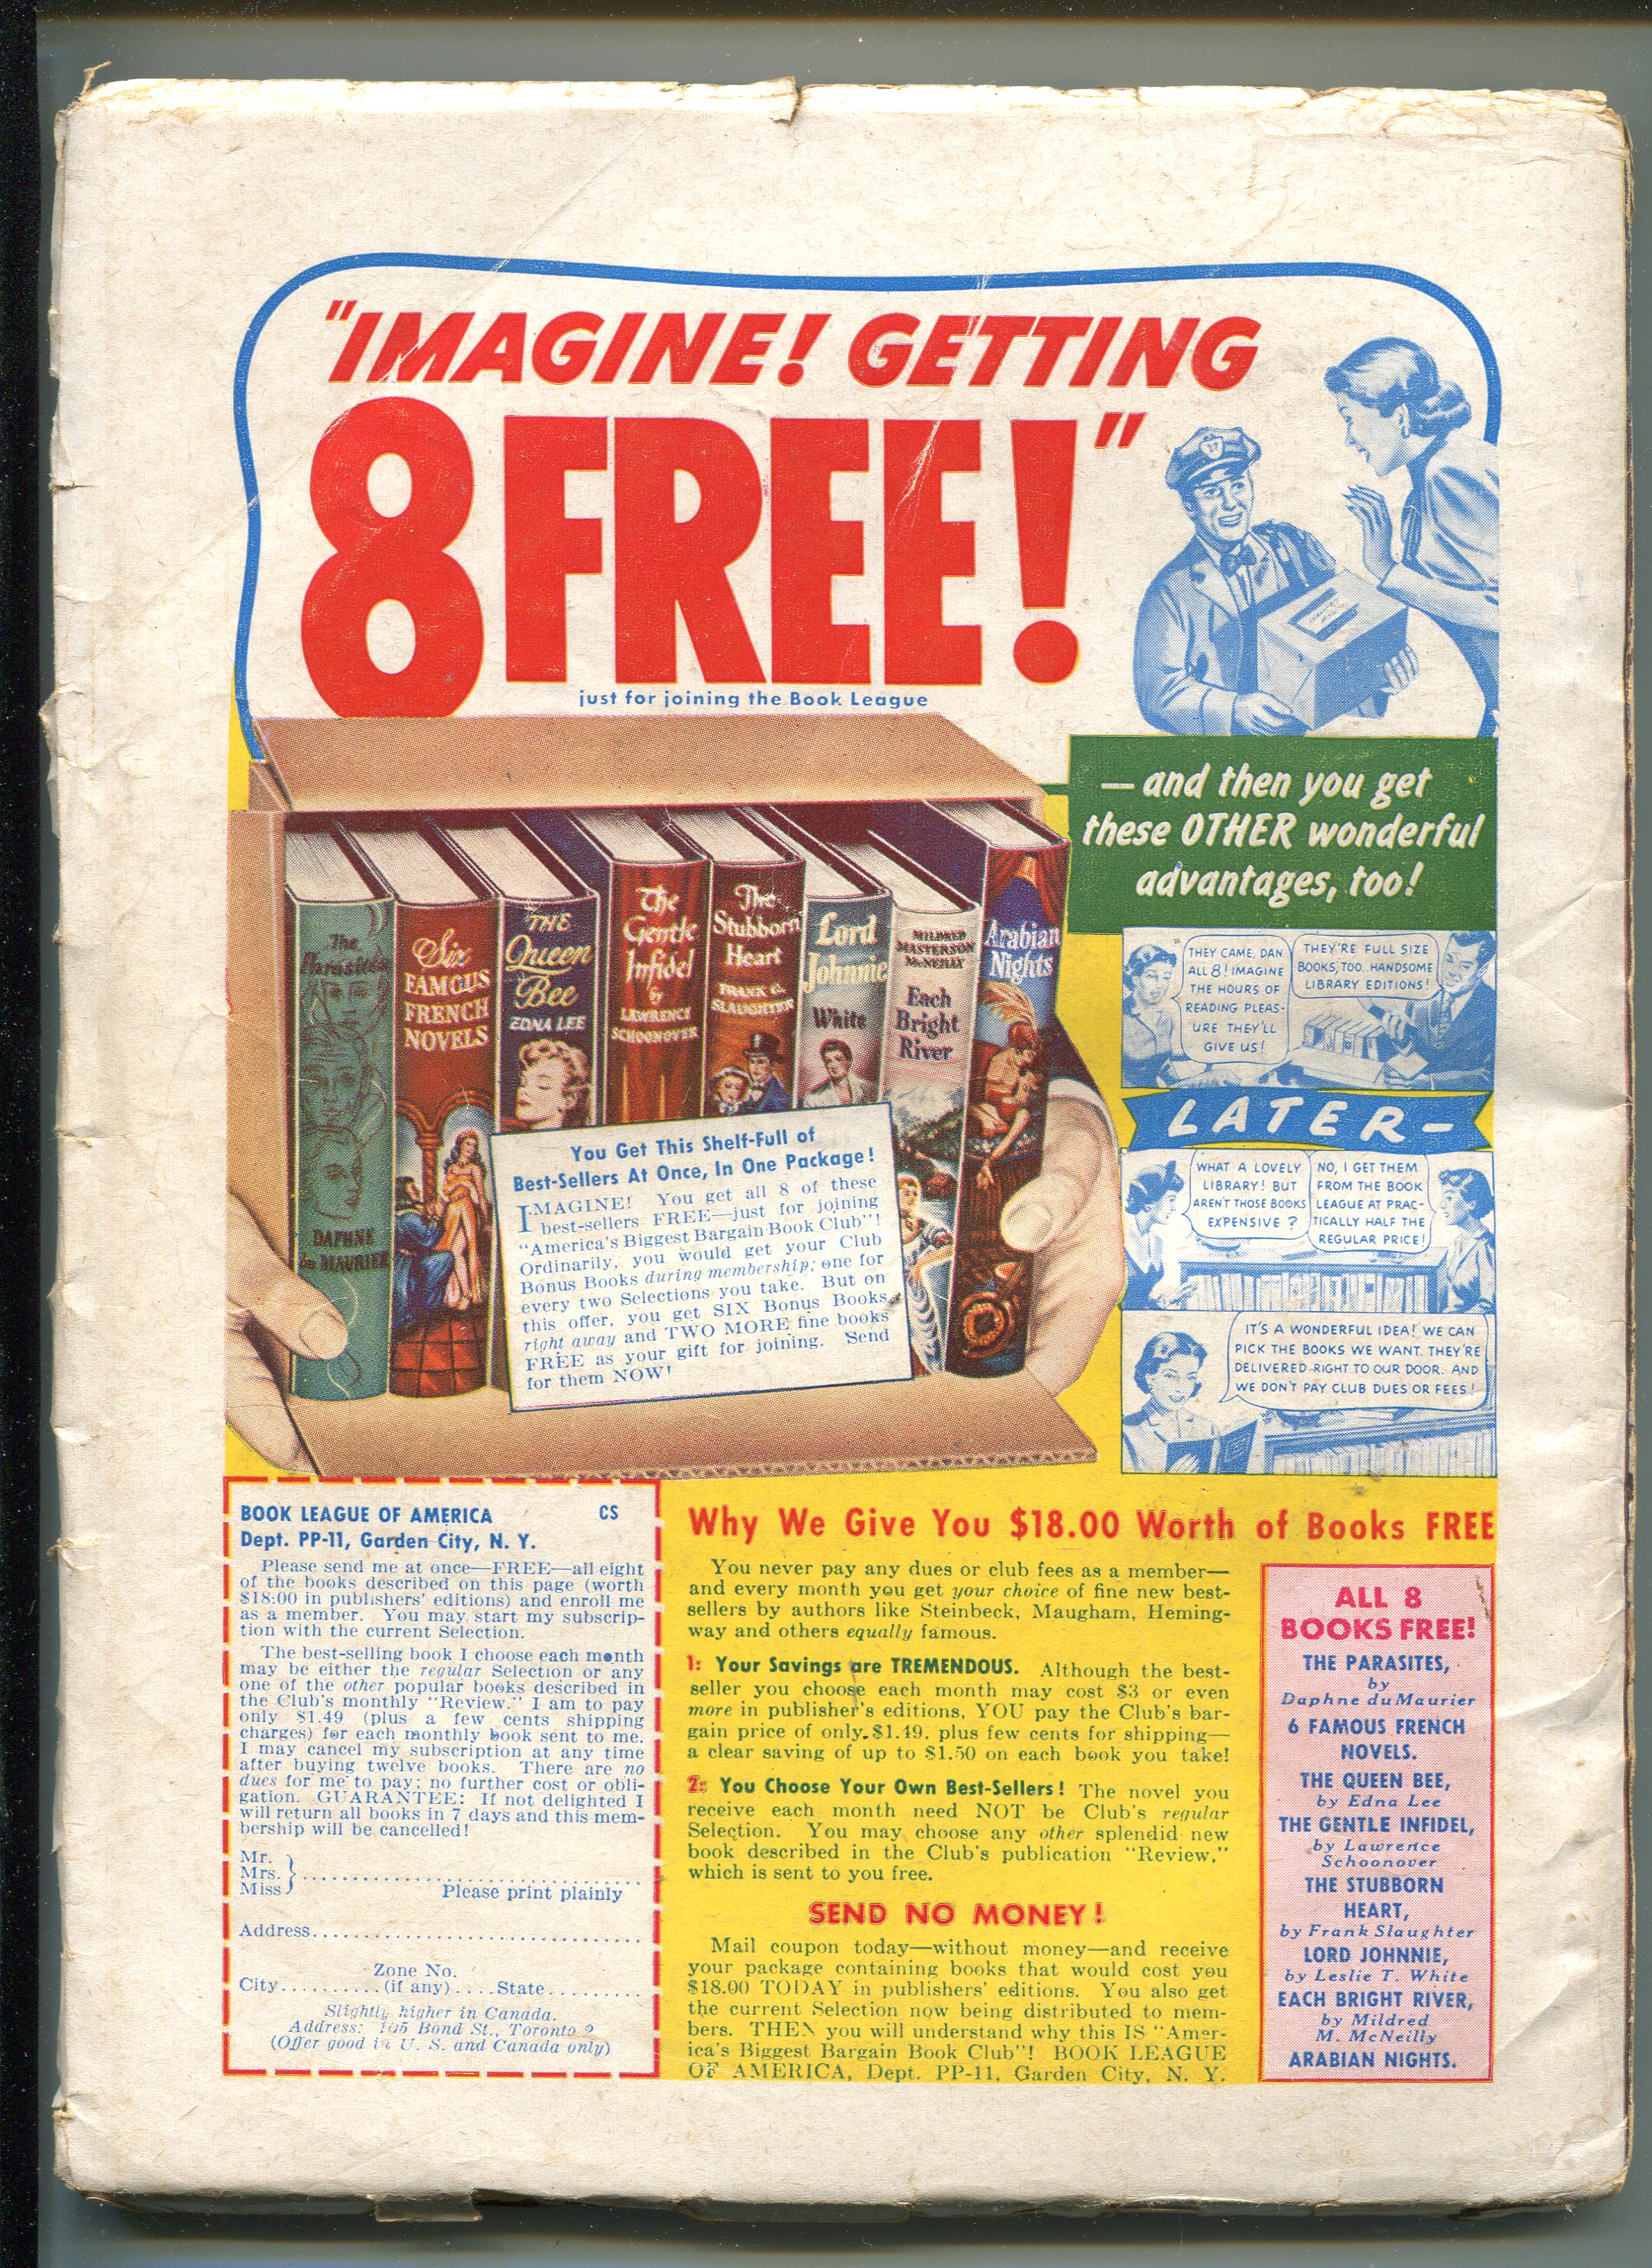 "IMAGINE! GETTING
8 FREE!"
just for joining the Book League
— and then you get
these OTHER wonderful
advantages, too!
The
Parasites
DAPHNE
du MAURIER
Six
FAMOUS
FRENCH
NOVELS
THE
Queen
Bee
EDNA LEE
The
Gentle
Infidel
by
LAWRENCE
SCHOONOVER
The
Stubborn
Heart
FRANK G.
SLAUGHTER
Lord
Johnnie
White
MILDRED
MASTERSON
McNEILLY
Each
Bright
River
Arabian
Nights
You Get This Shelf-Full of
Best-Sellers At Once, In One Package!
IMAGINE! You get all 8 of these
best-sellers FREE—just for joining
"America's Biggest Bargain Book Club"!
Ordinarily, you would get your Club
Bonus Books during membership; one for
every two Selections you take. But on
this offer, you get SIX Bonus Books
right away and TWO MORE fine books
FREE as your gift for joining. Send
for them NOW!
THEY CAME, DAN
ALL 8! IMAGINE
THE HOURS OF
READING PLEAS-
URE THEY'LL
GIVE US!
THEY'RE FULL SIZE
BOOKS, TOO. HANDSOME
LIBRARY EDITIONS!
LATER—
WHAT A LOVELY
LIBRARY! BUT
AREN'T THOSE BOOKS
EXPENSIVE?
NO, I GET THEM
FROM THE BOOK
LEAGUE AT PRAC-
TICALLY HALF THE
REGULAR PRICE!
IT'S A WONDERFUL IDEA! WE CAN
PICK THE BOOKS WE WANT. THEY'RE
DELIVERED RIGHT TO OUR DOOR. AND
WE DON'T PAY CLUB DUES OR FEES!
BOOK LEAGUE OF AMERICA CS
Dept. PP-11, Garden City, N. Y.
Please send me at once—FREE—all eight
of the books described on this page (worth
$18.00 in publishers' editions) and enroll me
as a member. You may start my subscrip-
tion with the current Selection.
The best-selling book I choose each month
may be either the regular Selection or any
one of the other popular books described in
the Club's monthly "Review." I am to pay
only $1.49 (plus a few cents shipping
charges) for each monthly book sent to me.
I may cancel my subscription at any time
after buying twelve books. There are no
dues for me to pay; no further cost or obli-
gation. GUARANTEE: If not delighted I
will return all books in 7 days and this mem-
bership will be cancelled!
Mr.
Mrs. } ................................
Miss
Please print plainly
Address................................
Zone No.
City..........(if any)....State.........
Slightly higher in Canada.
Address: 105 Bond St., Toronto 2
(Offer good in U. S. and Canada only)
Why We Give You $18.00 Worth of Books FREE
You never pay any dues or club fees as a member—
and every month you get your choice of fine new best-
sellers by authors like Steinbeck, Maugham, Heming-
way and others equally famous.
1: Your Savings are TREMENDOUS. Although the best-
seller you choose each month may cost $3 or even
more in publisher's editions, YOU pay the Club's bar-
gain price of only $1.49, plus few cents for shipping—
a clear saving of up to $1.50 on each book you take!
2: You Choose Your Own Best-Sellers! The novel you
receive each month need NOT be Club's regular
Selection. You may choose any other splendid new
book described in the Club's publication "Review,"
which is sent to you free.
SEND NO MONEY!
Mail coupon today—without money—and receive
your package containing books that would cost you
$18.00 TODAY in publishers' editions. You also get
the current Selection now being distributed to mem-
bers. THEN you will understand why this IS "Amer-
ica's Biggest Bargain Book Club"! BOOK LEAGUE
OF AMERICA, Dept. PP-11, Garden City, N. Y.
ALL 8
BOOKS FREE!
THE PARASITES,
by
Daphne duMaurier
6 FAMOUS FRENCH
NOVELS.
THE QUEEN BEE,
by Edna Lee
THE GENTLE INFIDEL,
by Lawrence
Schoonover
THE STUBBORN
HEART,
by Frank Slaughter
LORD JOHNNIE,
by Leslie T. White
EACH BRIGHT RIVER,
by Mildred
M. McNeilly
ARABIAN NIGHTS.